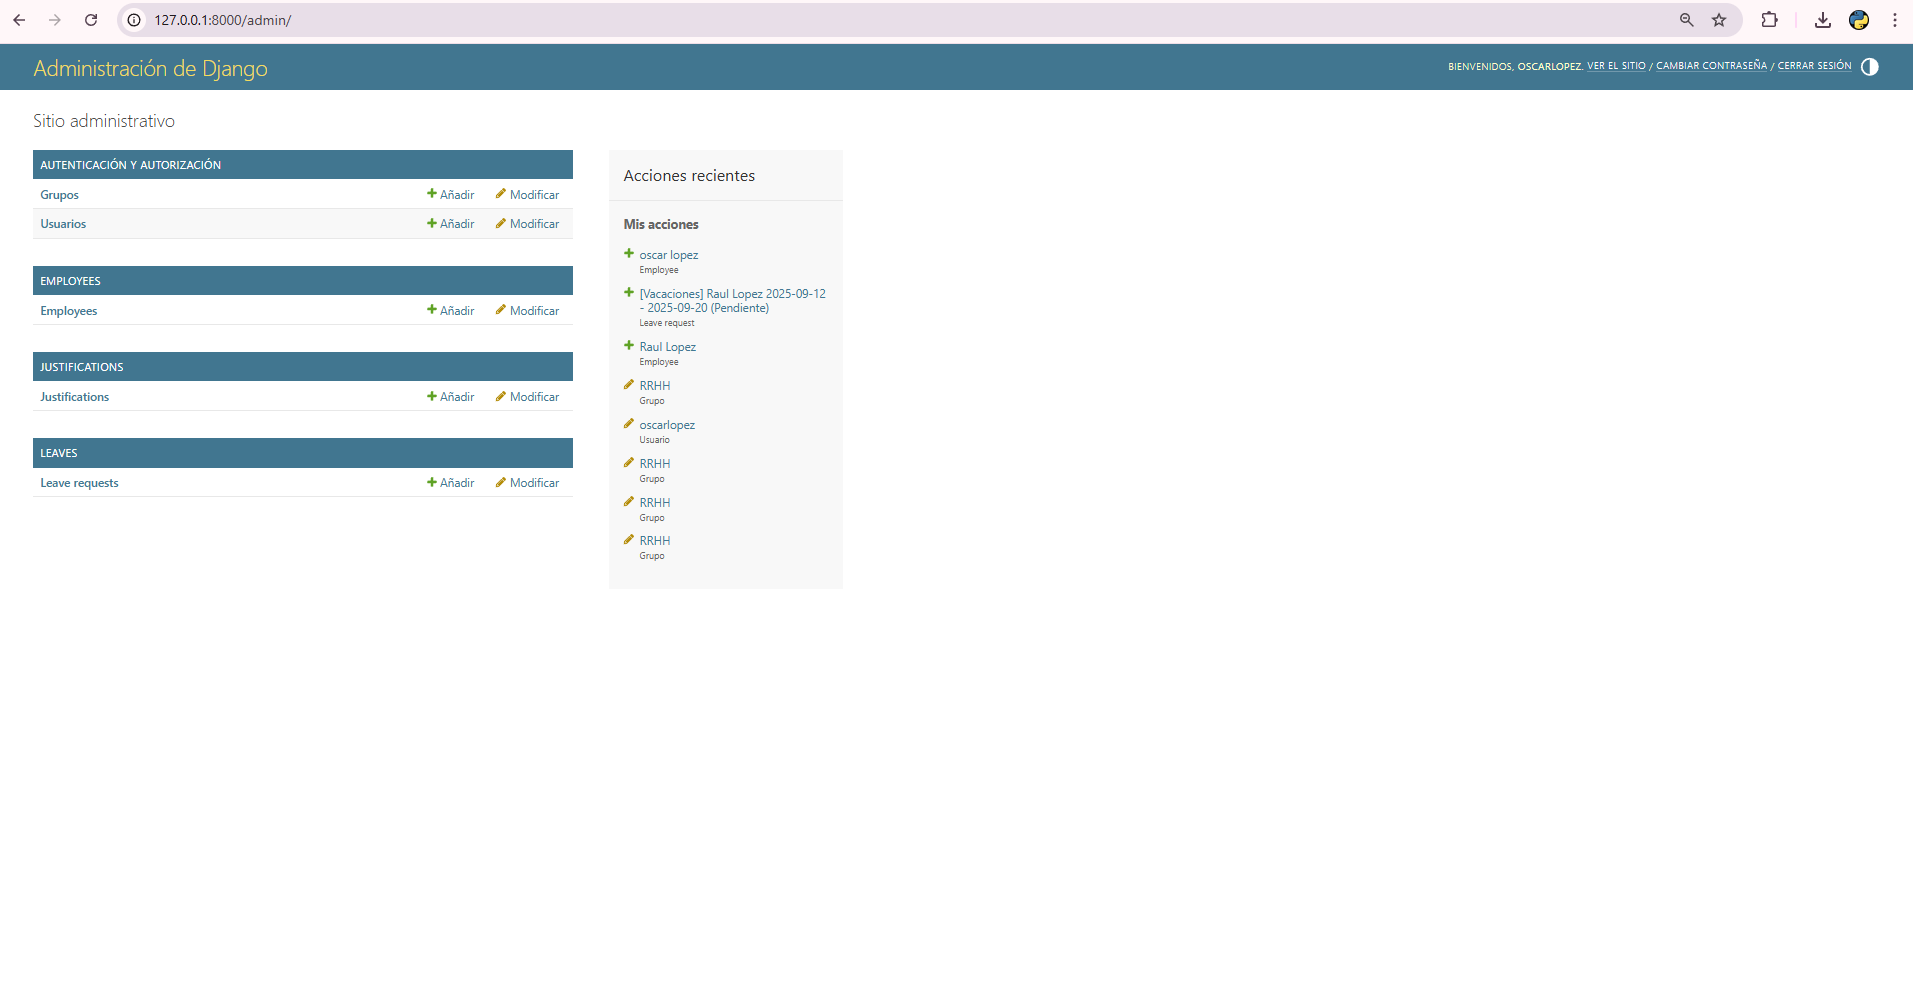 127.0.0.1:8000/admin/
Administración de Django
BIENVENIDOS, OSCARLOPEZ. VER EL SITIO / CAMBIAR CONTRASEÑA / CERRAR SESIÓN
Sitio administrativo
AUTENTICACIÓN Y AUTORIZACIÓN
Grupos Añadir Modificar
Usuarios Añadir Modificar
EMPLOYEES
Employees Añadir Modificar
JUSTIFICATIONS
Justifications Añadir Modificar
LEAVES
Leave requests Añadir Modificar
Acciones recientes
Mis acciones
oscar lopez
Employee
[Vacaciones] Raul Lopez 2025-09-12
- 2025-09-20 (Pendiente)
Leave request
Raul Lopez
Employee
RRHH
Grupo
oscarlopez
Usuario
RRHH
Grupo
RRHH
Grupo
RRHH
Grupo